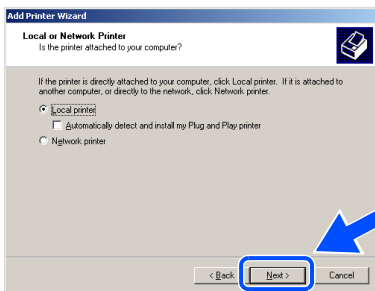 Add Printer Wizard
Local or Network Printer
Is the printer attached to your computer?
If the printer is directly attached to your computer, click Local printer. If it is attached to
another computer, or directly to the network, click Network printer.
Local printer
Automatically detect and install my Plug and Play printer
Network printer
< Back Next > Cancel